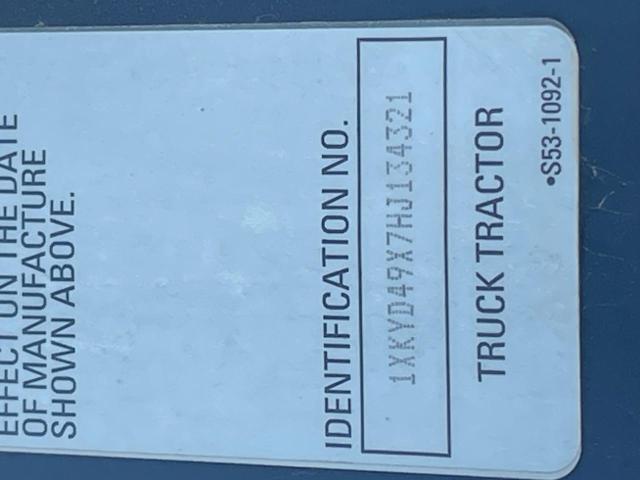 EFFECT ON THE DATE
OF MANUFACTURE
SHOWN ABOVE.
IDENTIFICATION NO.
1XKYD49X7HJ134321
TRUCK TRACTOR
•S53-1092-1